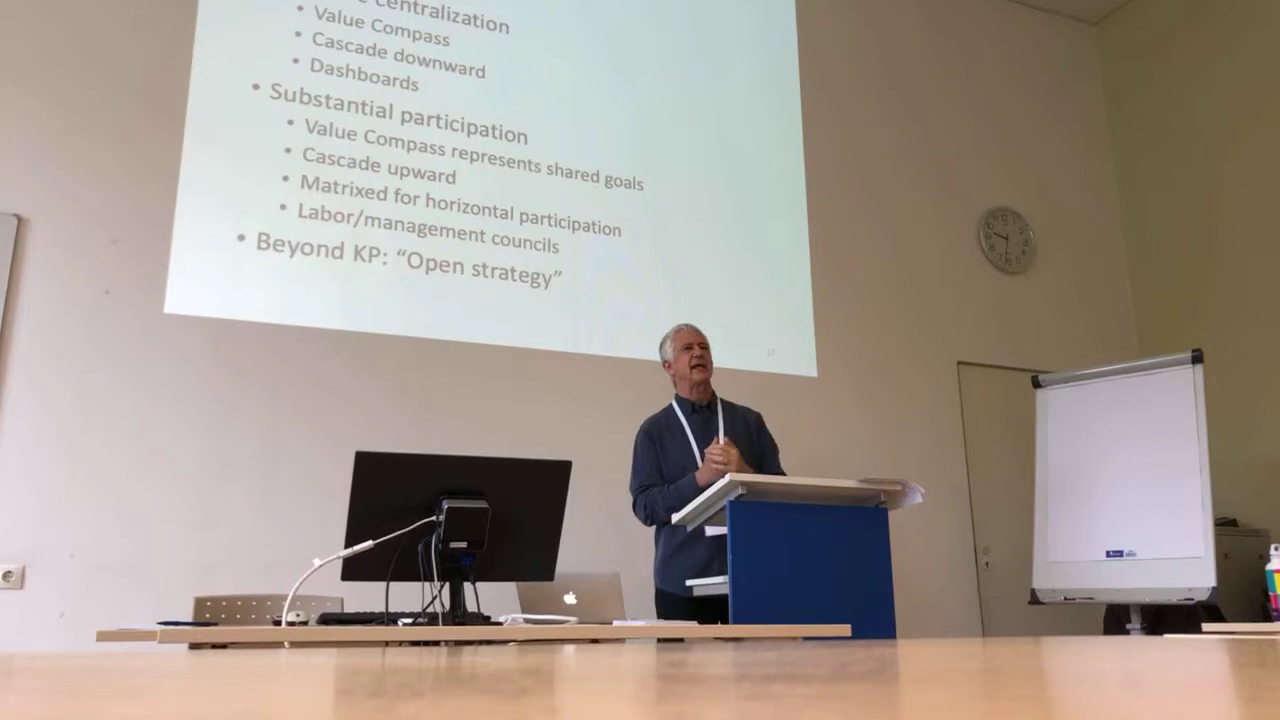 centralization
• Value Compass
• Cascade downward
• Dashboards
• Substantial participation
• Value Compass represents shared goals
• Cascade upward
• Matrixed for horizontal participation
• Labor/management councils
• Beyond KP: “Open strategy”
17